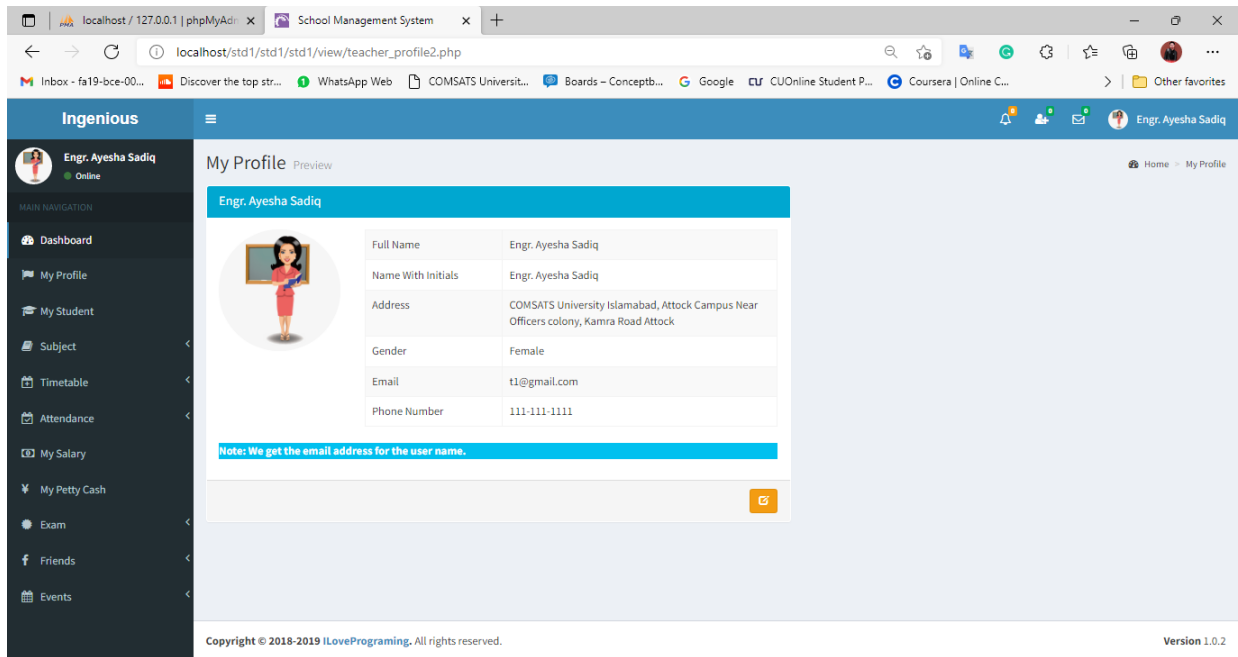 localhost / 127.0.0.1 | phpMyAdm
School Management System
localhost/std1/std1/std1/view/teacher_profile2.php
Inbox - fa19-bce-00...
Discover the top str...
WhatsApp Web
COMSATS Universit...
Boards – Conceptb...
Google
CUOnline Student P...
Coursera | Online C...
Other favorites
Ingenious
Engr. Ayesha Sadiq
Engr. Ayesha Sadiq
Online
My Profile Preview
Home > My Profile
MAIN NAVIGATION
Dashboard
My Profile
My Student
Subject
Timetable
Attendance
My Salary
My Petty Cash
Exam
Friends
Events
Engr. Ayesha Sadiq
Full Name Engr. Ayesha Sadiq
Name With Initials Engr. Ayesha Sadiq
Address COMSATS University Islamabad, Attock Campus Near
Officers colony, Kamra Road Attock
Gender Female
Email t1@gmail.com
Phone Number 111-111-1111
Note: We get the email address for the user name.
Copyright © 2018-2019 ILovePrograming. All rights reserved.
Version 1.0.2